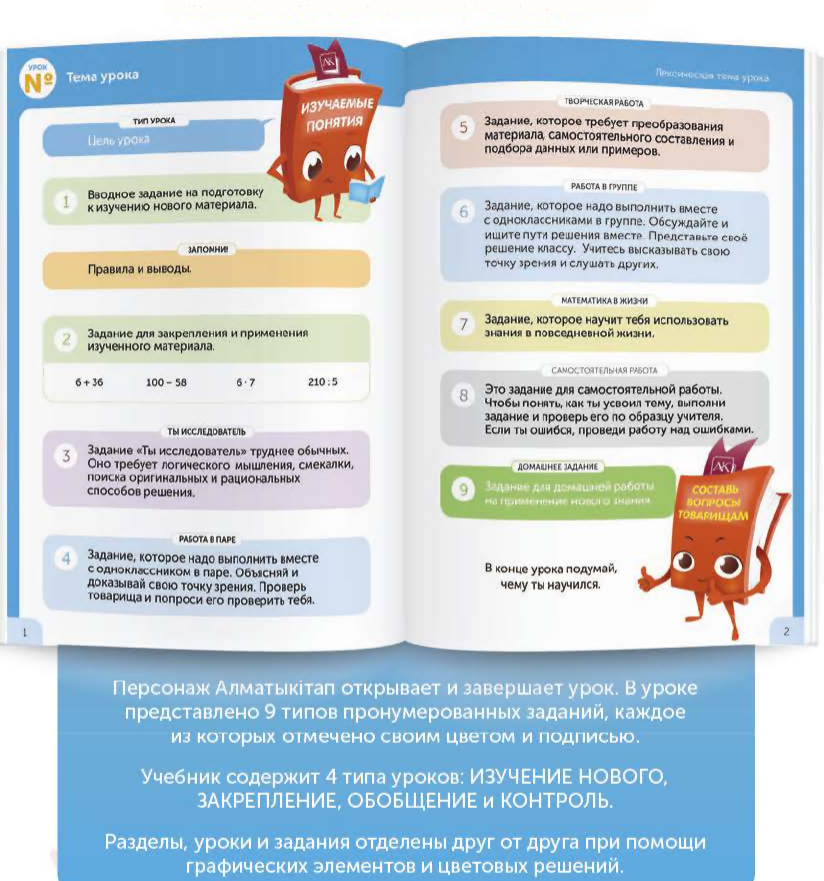 УРОК
№
Тема урока
ТИП УРОКА
Цель урока
АК
ИЗУЧАЕМЫЕ
ПОНЯТИЯ
1
Вводное задание на подготовку
к изучению нового материала.
ЗАПОМНИ!
Правила и выводы.
2
Задание для закрепления и применения
изученного материала.
6 + 36 100 – 58 6 · 7 210 : 5
ТЫ ИССЛЕДОВАТЕЛЬ
3
Задание «Ты исследователь» труднее обычных.
Оно требует логического мышления, смекалки,
поиска оригинальных и рациональных
способов решения.
РАБОТА В ПАРЕ
4
Задание, которое надо выполнить вместе
с одноклассником в паре. Объясняй и
доказывай свою точку зрения. Проверь
товарища и попроси его проверить тебя.
1
Лексическая тема урока
ТВОРЧЕСКАЯ РАБОТА
5
Задание, которое требует преобразования
материала, самостоятельного составления и
подбора данных или примеров.
РАБОТА В ГРУППЕ
6
Задание, которое надо выполнить вместе
с одноклассниками в группе. Обсуждайте и
ищите пути решения вместе. Представьте своё
решение классу. Учитесь высказывать свою
точку зрения и слушать других.
МАТЕМАТИКА В ЖИЗНИ
7
Задание, которое научит тебя использовать
знания в повседневной жизни.
САМОСТОЯТЕЛЬНАЯ РАБОТА
8
Это задание для самостоятельной работы.
Чтобы понять, как ты усвоил тему, выполни
задание и проверь его по образцу учителя.
Если ты ошибся, проведи работу над ошибками.
ДОМАШНЕЕ ЗАДАНИЕ
9
Задание для домашней работы
на применение нового знания.
АК
СОСТАВЬ
ВОПРОСЫ
ТОВАРИЩАМ
В конце урока подумай,
чему ты научился.
2
Персонаж Алматыкітап открывает и завершает урок. В уроке
представлено 9 типов пронумерованных заданий, каждое
из которых отмечено своим цветом и подписью.
Учебник содержит 4 типа уроков: ИЗУЧЕНИЕ НОВОГО,
ЗАКРЕПЛЕНИЕ, ОБОБЩЕНИЕ и КОНТРОЛЬ.
Разделы, уроки и задания отделены друг от друга при помощи
графических элементов и цветовых решений.